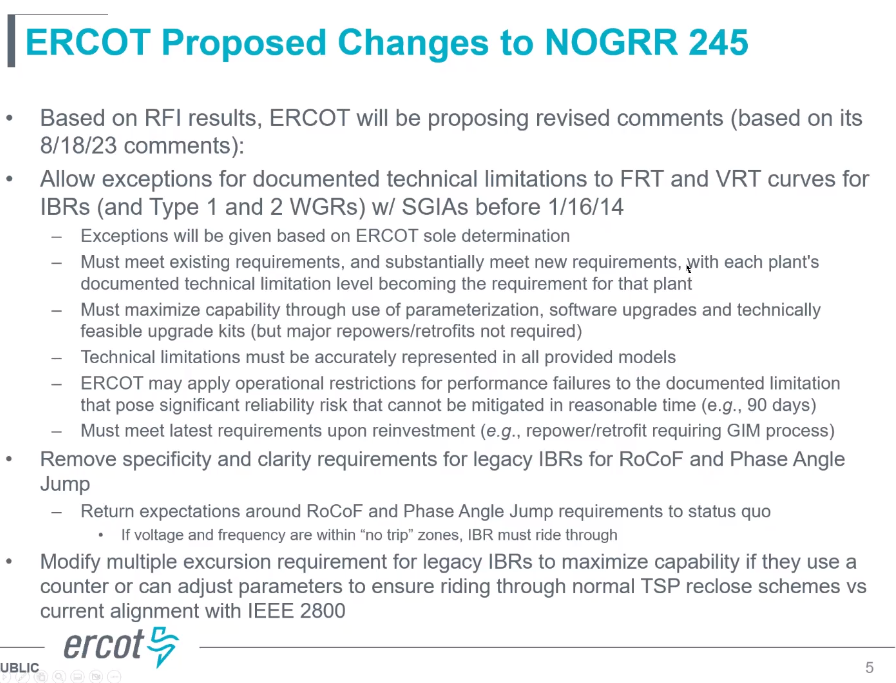 ERCOT Proposed Changes to NOGRR 245
• Based on RFI results, ERCOT will be proposing revised comments (based on its
8/18/23 comments):
• Allow exceptions for documented technical limitations to FRT and VRT curves for
IBRs (and Type 1 and 2 WGRs) w/ SGIAs before 1/16/14
– Exceptions will be given based on ERCOT sole determination
– Must meet existing requirements, and substantially meet new requirements, with each plant's
documented technical limitation level becoming the requirement for that plant
– Must maximize capability through use of parameterization, software upgrades and technically
feasible upgrade kits (but major repowers/retrofits not required)
– Technical limitations must be accurately represented in all provided models
– ERCOT may apply operational restrictions for performance failures to the documented limitation
that pose significant reliability risk that cannot be mitigated in reasonable time (e.g., 90 days)
– Must meet latest requirements upon reinvestment (e.g., repower/retrofit requiring GIM process)
• Remove specificity and clarity requirements for legacy IBRs for RoCoF and Phase Angle
Jump
– Return expectations around RoCoF and Phase Angle Jump requirements to status quo
• If voltage and frequency are within “no trip” zones, IBR must ride through
• Modify multiple excursion requirement for legacy IBRs to maximize capability if they use a
counter or can adjust parameters to ensure riding through normal TSP reclose schemes vs
current alignment with IEEE 2800
ercot
UBLIC
5